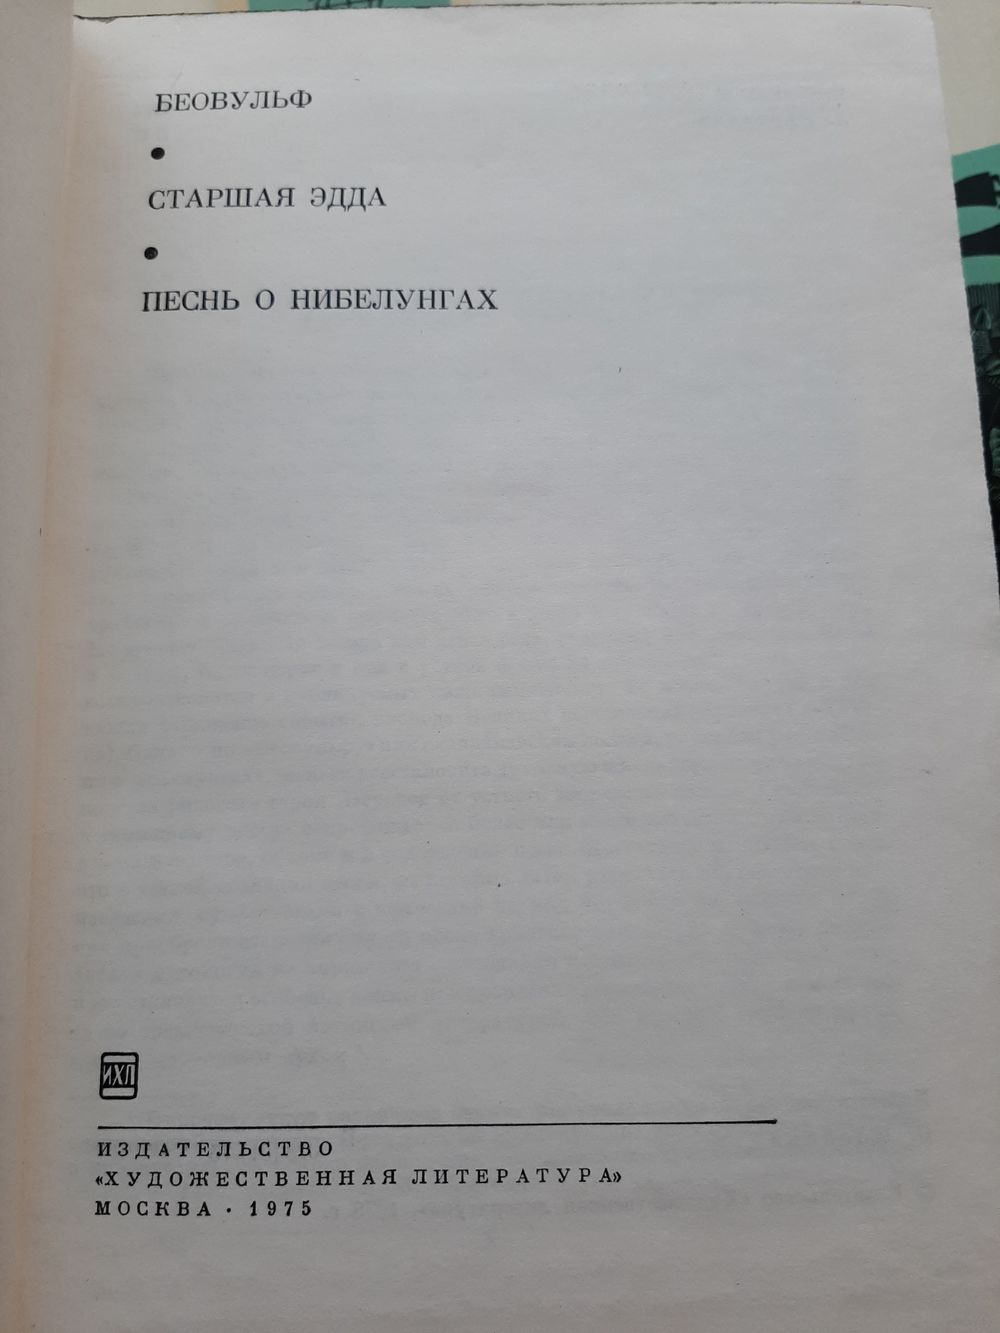 БЕОВУЛЬФ
●
СТАРШАЯ ЭДДА
●
ПЕСНЬ О НИБЕЛУНГАХ
ИХЛ
ИЗДАТЕЛЬСТВО
«ХУДОЖЕСТВЕННАЯ ЛИТЕРАТУРА»
МОСКВА · 1975